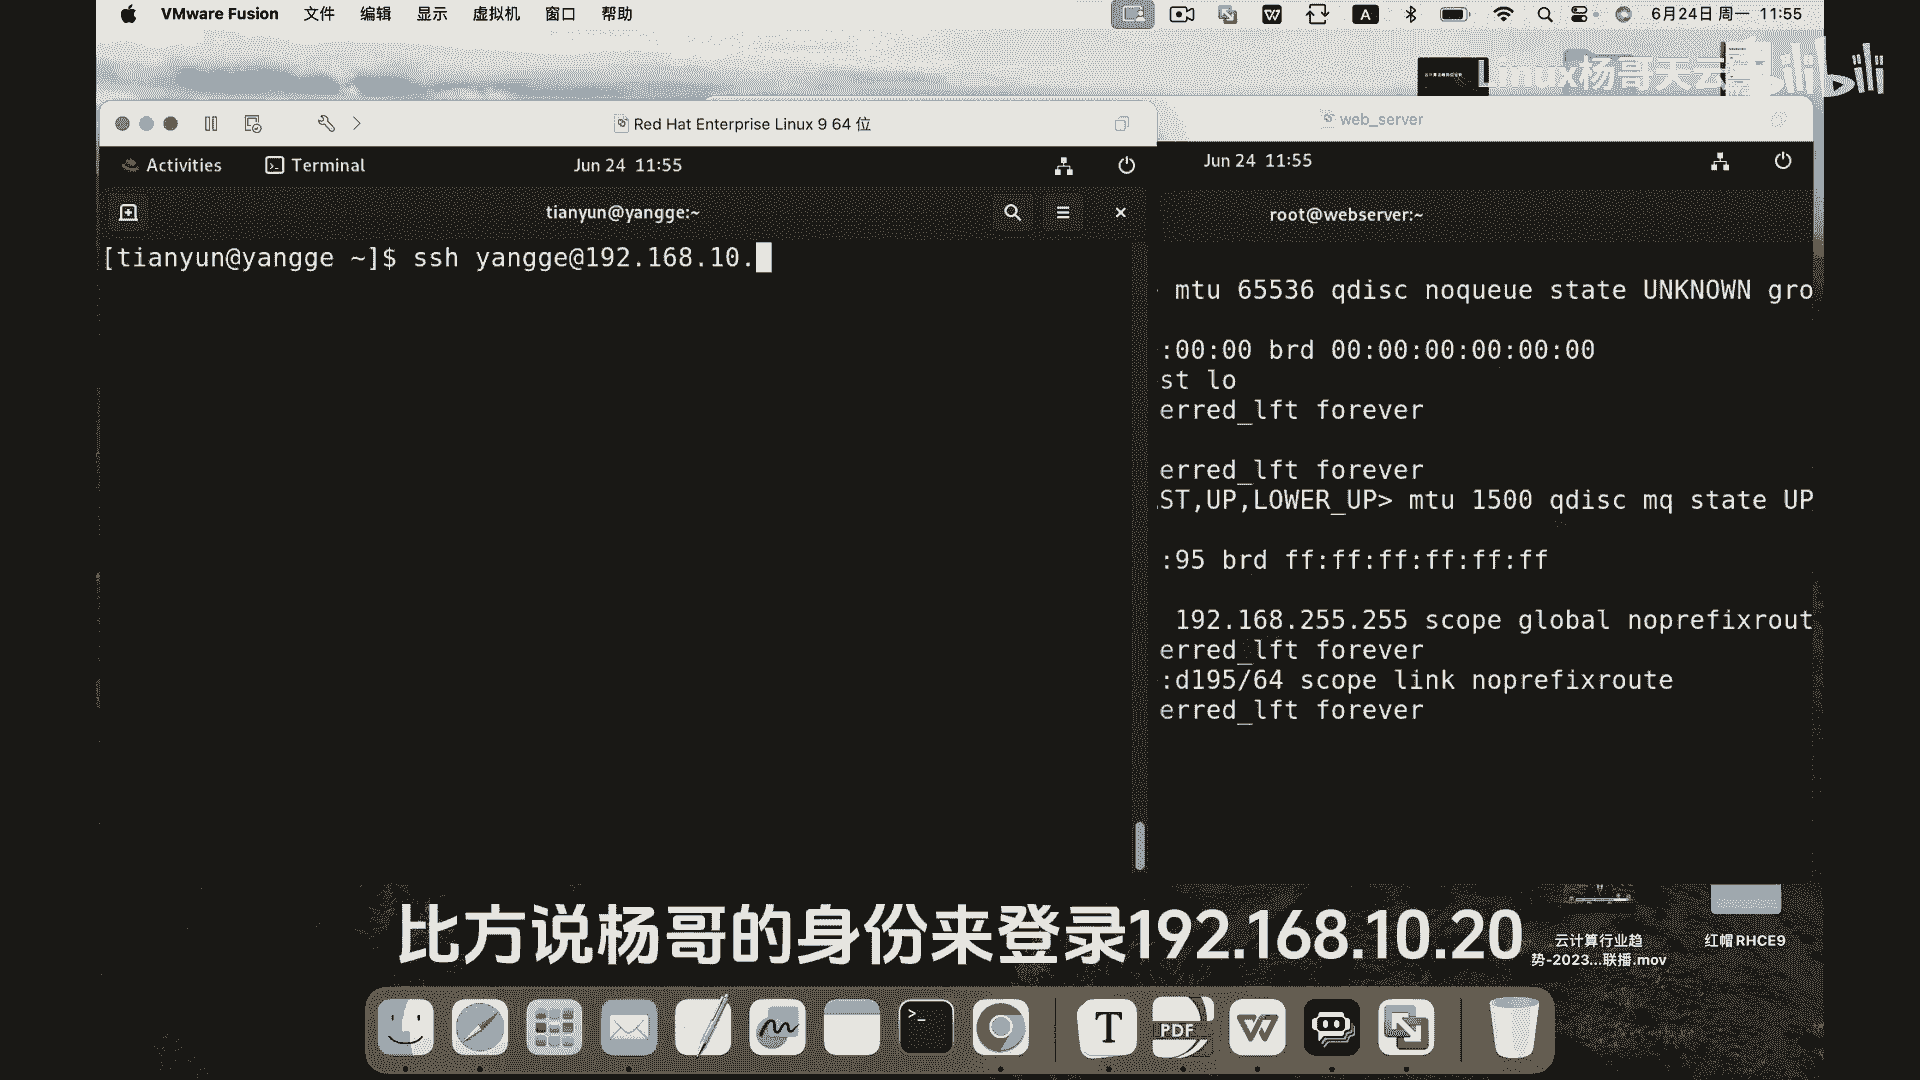 VMware Fusion 文件 编辑 显示 虚拟机 窗口 帮助
6月24日 周一 11:55
Linux杨哥天云
bilibili
Red Hat Enterprise Linux 9 64 位
web_server
Activities Terminal Jun 24 11:55
Jun 24 11:55
tianyun@yangge:~
root@webserver:~
[tianyun@yangge ~]$ ssh yangge@192.168.10.
mtu 65536 qdisc noqueue state UNKNOWN gro
:00:00 brd 00:00:00:00:00:00
st lo
erred_lft forever
erred_lft forever
ST,UP,LOWER_UP> mtu 1500 qdisc mq state UP
:95 brd ff:ff:ff:ff:ff:ff
192.168.255.255 scope global noprefixrout
erred_lft forever
:d195/64 scope link noprefixroute
erred_lft forever
比方说杨哥的身份来登录192.168.10.20
云计算行业趋
势-2023...联播.mov
红帽RHCE9
PDF